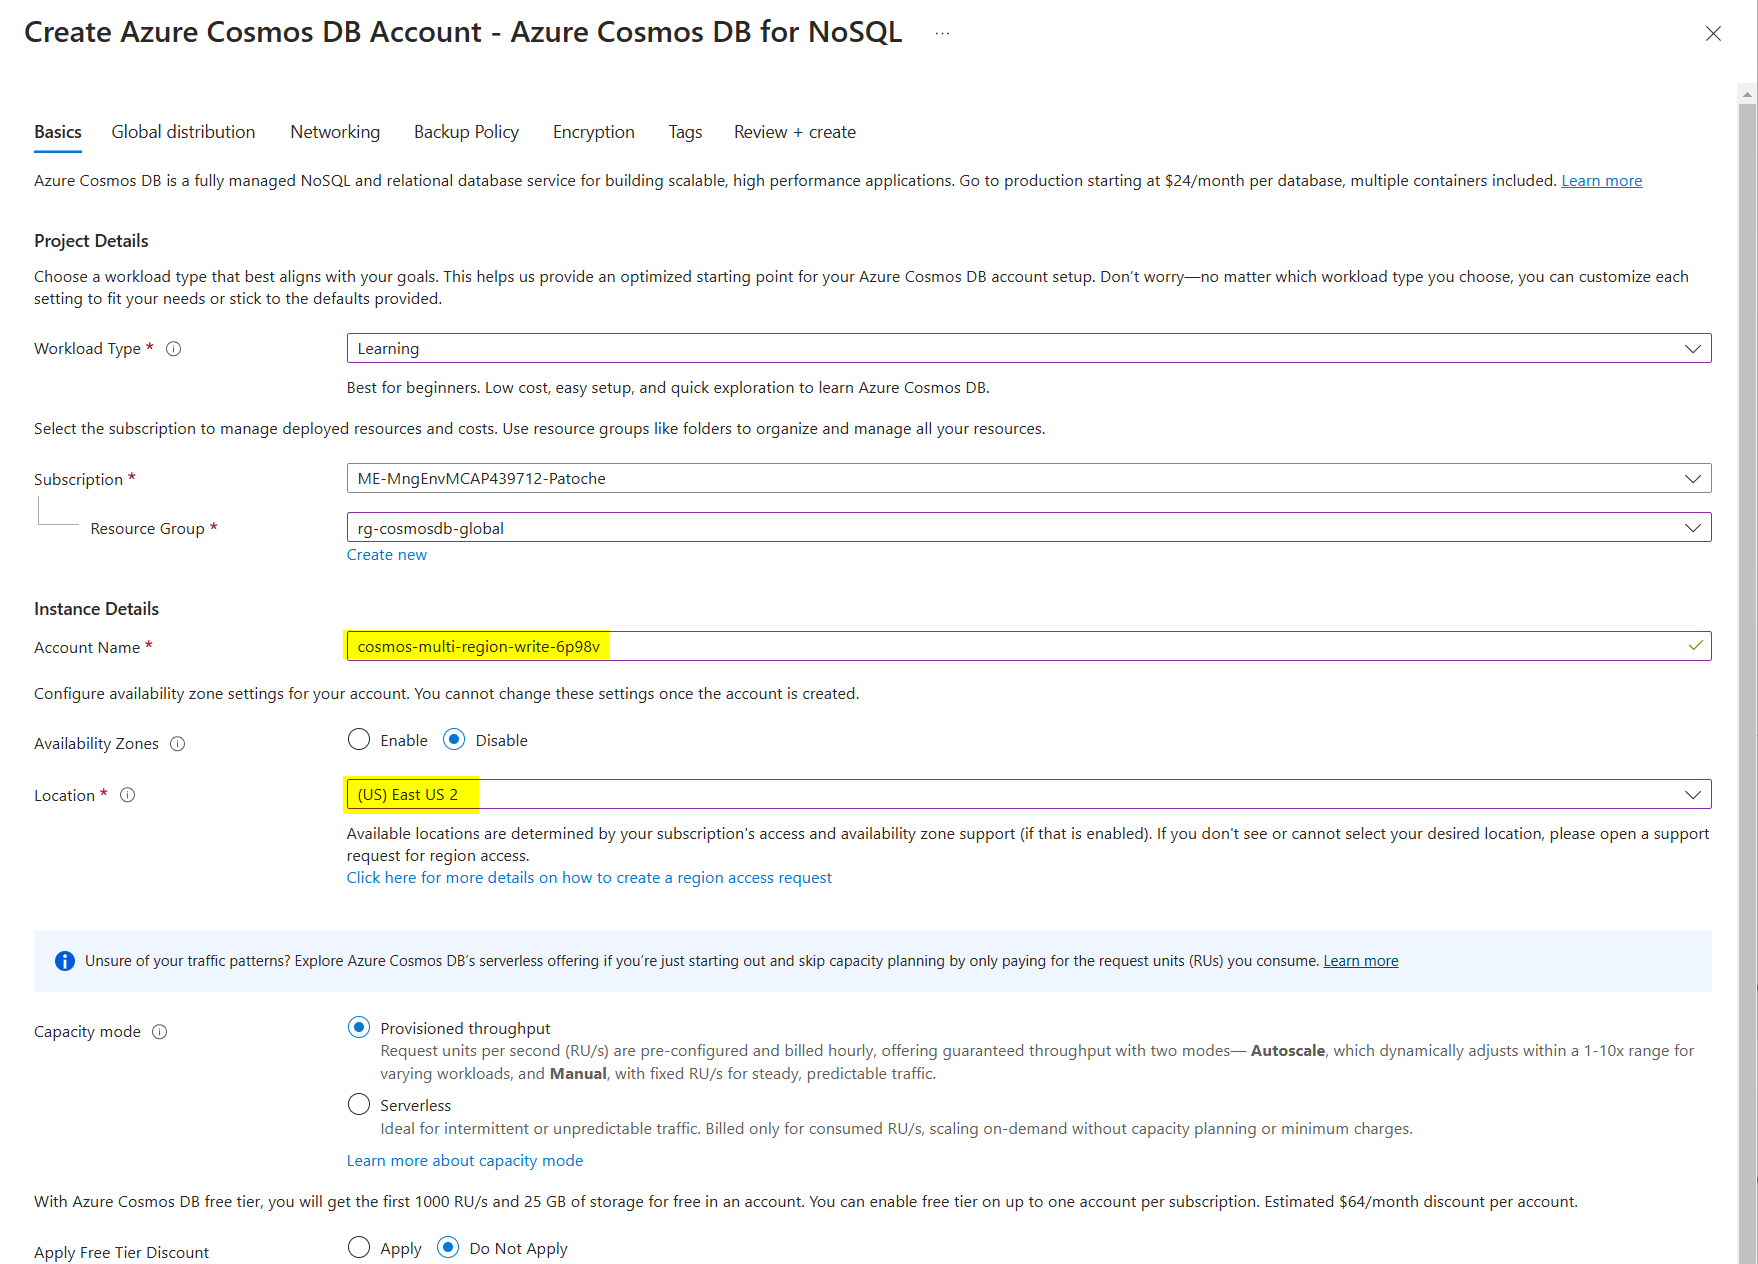 Create Azure Cosmos DB Account - Azure Cosmos DB for NoSQL ...
Basics Global distribution Networking Backup Policy Encryption Tags Review + create
Azure Cosmos DB is a fully managed NoSQL and relational database service for building scalable, high performance applications. Go to production starting at $24/month per database, multiple containers included. Learn more
Project Details
Choose a workload type that best aligns with your goals. This helps us provide an optimized starting point for your Azure Cosmos DB account setup. Don't worry—no matter which workload type you choose, you can customize each
setting to fit your needs or stick to the defaults provided.
Workload Type *
Learning
Best for beginners. Low cost, easy setup, and quick exploration to learn Azure Cosmos DB.
Select the subscription to manage deployed resources and costs. Use resource groups like folders to organize and manage all your resources.
Subscription *
ME-MngEnvMCAP439712-Patoche
Resource Group *
rg-cosmosdb-global
Create new
Instance Details
Account Name *
cosmos-multi-region-write-6p98v
Configure availability zone settings for your account. You cannot change these settings once the account is created.
Availability Zones
Enable Disable
Location *
(US) East US 2
Available locations are determined by your subscription's access and availability zone support (if that is enabled). If you don't see or cannot select your desired location, please open a support
request for region access.
Click here for more details on how to create a region access request
Unsure of your traffic patterns? Explore Azure Cosmos DB's serverless offering if you're just starting out and skip capacity planning by only paying for the request units (RUs) you consume. Learn more
Capacity mode
Provisioned throughput
Request units per second (RU/s) are pre-configured and billed hourly, offering guaranteed throughput with two modes— Autoscale, which dynamically adjusts within a 1-10x range for
varying workloads, and Manual, with fixed RU/s for steady, predictable traffic.
Serverless
Ideal for intermittent or unpredictable traffic. Billed only for consumed RU/s, scaling on-demand without capacity planning or minimum charges.
Learn more about capacity mode
With Azure Cosmos DB free tier, you will get the first 1000 RU/s and 25 GB of storage for free in an account. You can enable free tier on up to one account per subscription. Estimated $64/month discount per account.
Apply Free Tier Discount
Apply Do Not Apply